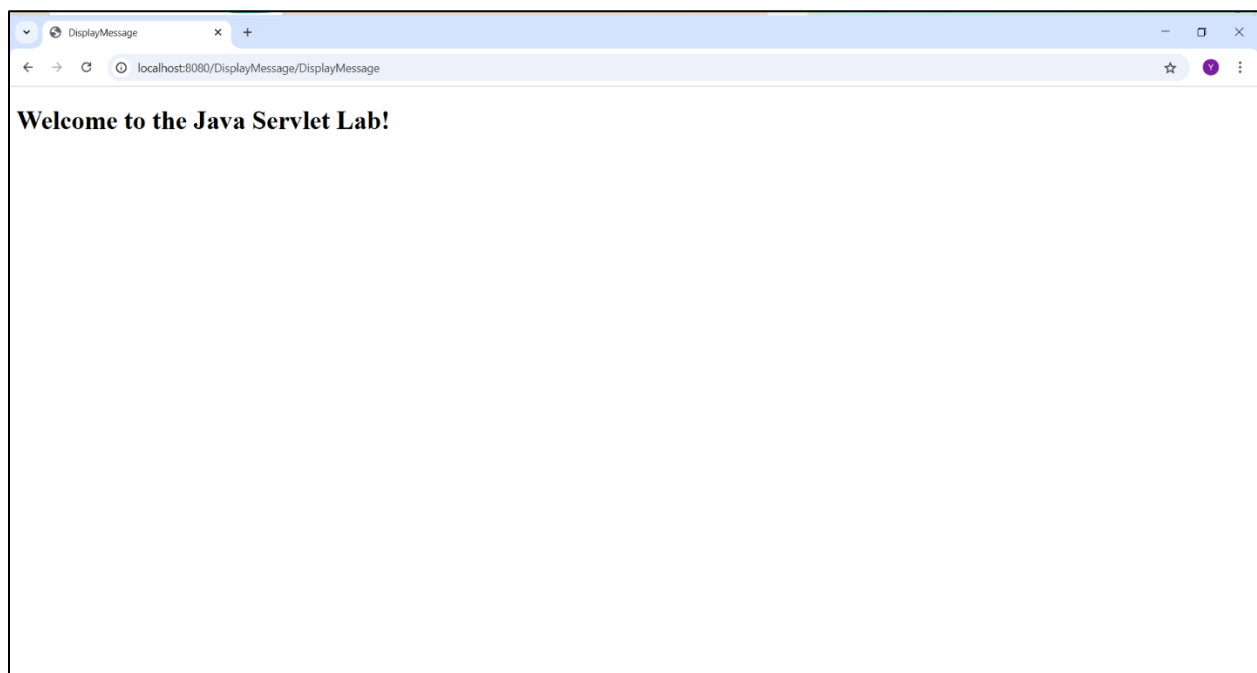 DisplayMessage
localhost:8080/DisplayMessage/DisplayMessage
Y
Welcome to the Java Servlet Lab!